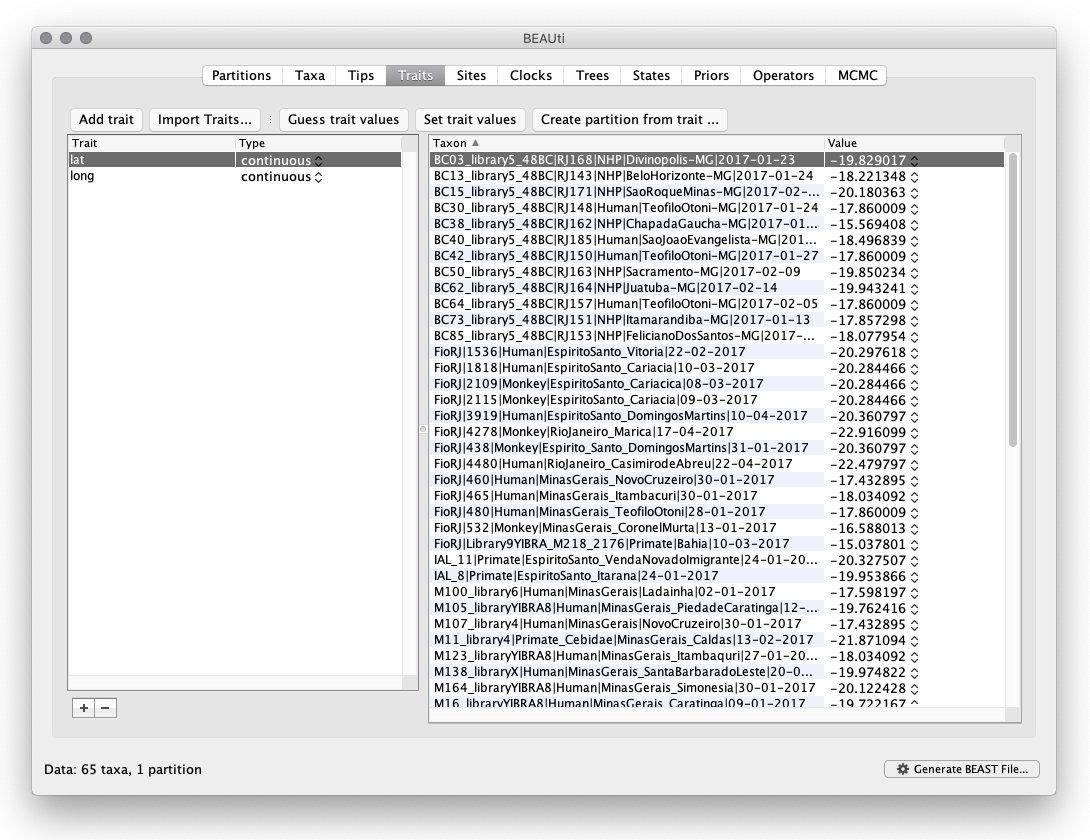 BEAUti
Partitions Taxa Tips Traits Sites Clocks Trees States Priors Operators MCMC
Add trait Import Traits... Guess trait values Set trait values Create partition from trait ...
Trait Type
lat continuous
long continuous
Taxon Value
BC03_library5_48BC|RJ168|NHP|Divinopolis-MG|2017-01-23 -19.829017
BC13_library5_48BC|RJ143|NHP|BeloHorizonte-MG|2017-01-24 -18.221348
BC15_library5_48BC|RJ171|NHP|SaoRoqueMinas-MG|2017-02-... -20.180363
BC30_library5_48BC|RJ148|Human|TeofiloOtoni-MG|2017-01-24 -17.860009
BC38_library5_48BC|RJ162|NHP|ChapadaGaucha-MG|2017-01... -15.569408
BC40_library5_48BC|RJ185|Human|SaoJoaoEvangelista-MG|201... -18.496839
BC42_library5_48BC|RJ150|Human|TeofiloOtoni-MG|2017-01-27 -17.860009
BC50_library5_48BC|RJ163|NHP|Sacramento-MG|2017-02-09 -19.850234
BC62_library5_48BC|RJ164|NHP|Juatuba-MG|2017-02-14 -19.943241
BC64_library5_48BC|RJ157|Human|TeofiloOtoni-MG|2017-02-05 -17.860009
BC73_library5_48BC|RJ151|NHP|Itamarandiba-MG|2017-01-13 -17.857298
BC85_library5_48BC|RJ153|NHP|FelicianoDosSantos-MG|2017-... -18.077954
FioRJ|1536|Human|EspiritoSanto_Vitoria|22-02-2017 -20.297618
FioRJ|1818|Human|EspiritoSanto_Cariacia|10-03-2017 -20.284466
FioRJ|2109|Monkey|EspiritoSanto_Cariacica|08-03-2017 -20.284466
FioRJ|2115|Monkey|EspiritoSanto_Cariacia|09-03-2017 -20.284466
FioRJ|3919|Human|EspiritoSanto_DomingosMartins|10-04-2017 -20.360797
FioRJ|4278|Monkey|RioJaneiro_Marica|17-04-2017 -22.916099
FioRJ|438|Monkey|Espirito_Santo_DomingosMartins|31-01-2017 -20.360797
FioRJ|4480|Human|RioJaneiro_CasimirodeAbreu|22-04-2017 -22.479797
FioRJ|460|Human|MinasGerais_NovoCruzeiro|30-01-2017 -17.432895
FioRJ|465|Human|MinasGerais_Itambacuri|30-01-2017 -18.034092
FioRJ|480|Human|MinasGerais_TeofiloOtoni|28-01-2017 -17.860009
FioRJ|532|Monkey|MinasGerais_CoronelMurta|13-01-2017 -16.588013
FioRJ|Library9YIBRA_M218_2176|Primate|Bahia|10-03-2017 -15.037801
IAL_11|Primate|EspiritoSanto_VendaNovadoImigrante|24-01-20... -20.327507
IAL_8|Primate|EspiritoSanto_Itarana|24-01-2017 -19.953866
M100_library6|Human|MinasGerais|Ladainha|02-01-2017 -17.598197
M105_libraryYIBRA8|Human|MinasGerais_PiedadeCaratinga|12-... -19.762416
M107_library4|Human|MinasGerais|NovoCruzeiro|30-01-2017 -17.432895
M11_library4|Primate_Cebidae|MinasGerais_Caldas|13-02-2017 -21.871094
M123_libraryYIBRA8|Human|MinasGerais_Itambaquri|27-01-20... -18.034092
M138_libraryX|Human|MinasGerais_SantaBarbaradoLeste|20-0... -19.974822
M164_libraryYIBRA8|Human|MinasGerais_Simonesia|30-01-2017 -20.122428
M16_libraryYIBRA8|Human|MinasGerais_Caratinga|09-01-2017 -19.722167
+ −
Data: 65 taxa, 1 partition
Generate BEAST File...